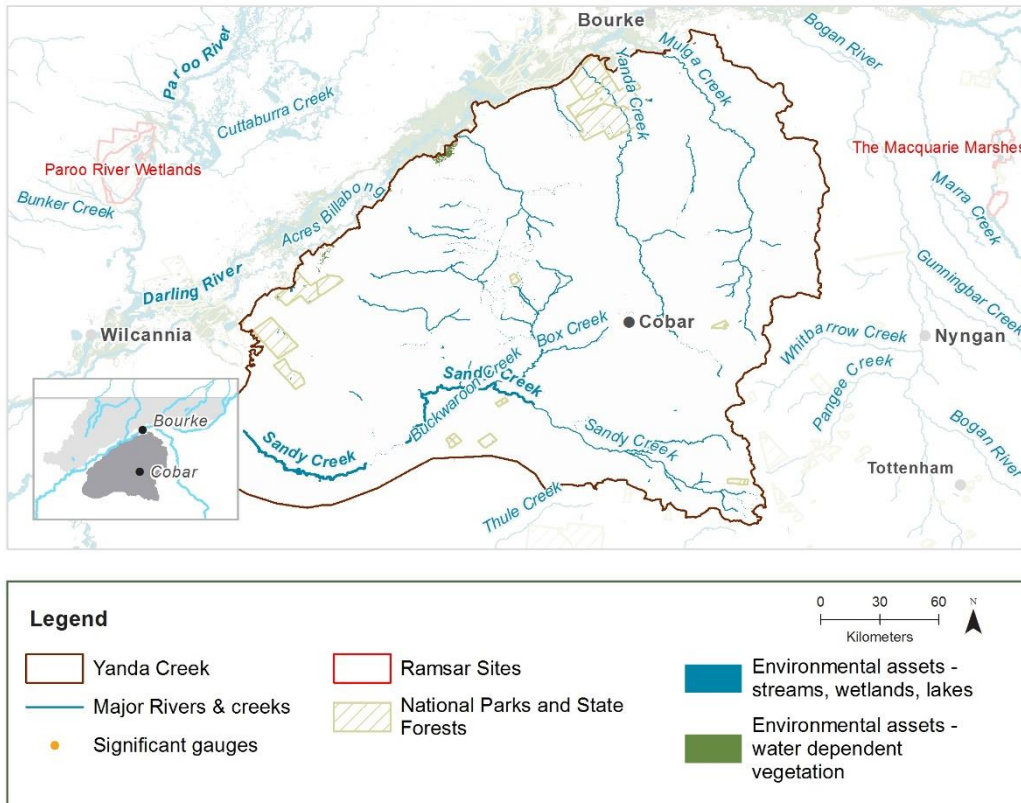 Bourke
Bogan River
Paroo River
Yanda Creek
Mulga Creek
Cuttaburra Creek
Paroo River Wetlands
The Macquarie Marshes
Bunker Creek
Marra Creek
Acres Billabong
Darling River
Gunningbar Creek
Wilcannia
Cobar
Box Creek
Whitbarrow Creek
Nyngan
Pangee Creek
Sandy Creek
Buckwaroon Creek
Bourke
Cobar
Sandy Creek
Sandy Creek
Bogan River
Tottenham
Thule Creek
Legend
0 30 60
Kilometers
N
Yanda Creek
Major Rivers & creeks
Significant gauges
Ramsar Sites
National Parks and State
Forests
Environmental assets -
streams, wetlands, lakes
Environmental assets -
water dependent
vegetation